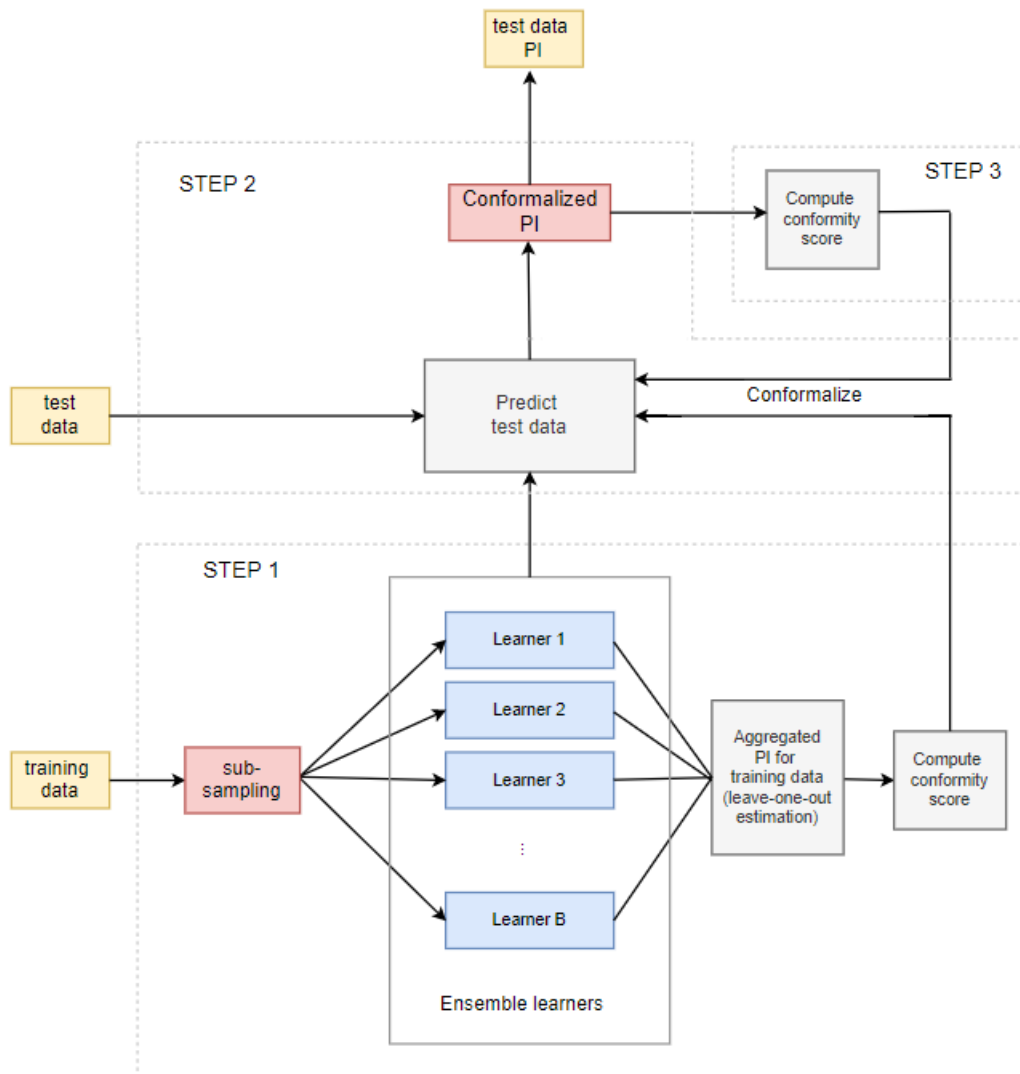 test data
PI
STEP 2
STEP 3
Conformalized
PI
Compute
conformity
score
test
data
Predict
test data
Conformalize
STEP 1
Learner 1
Learner 2
Learner 3
...
Learner B
Ensemble learners
training
data
sub-
sampling
Aggregated
PI for
training data
(leave-one-out
estimation)
Compute
conformity
score